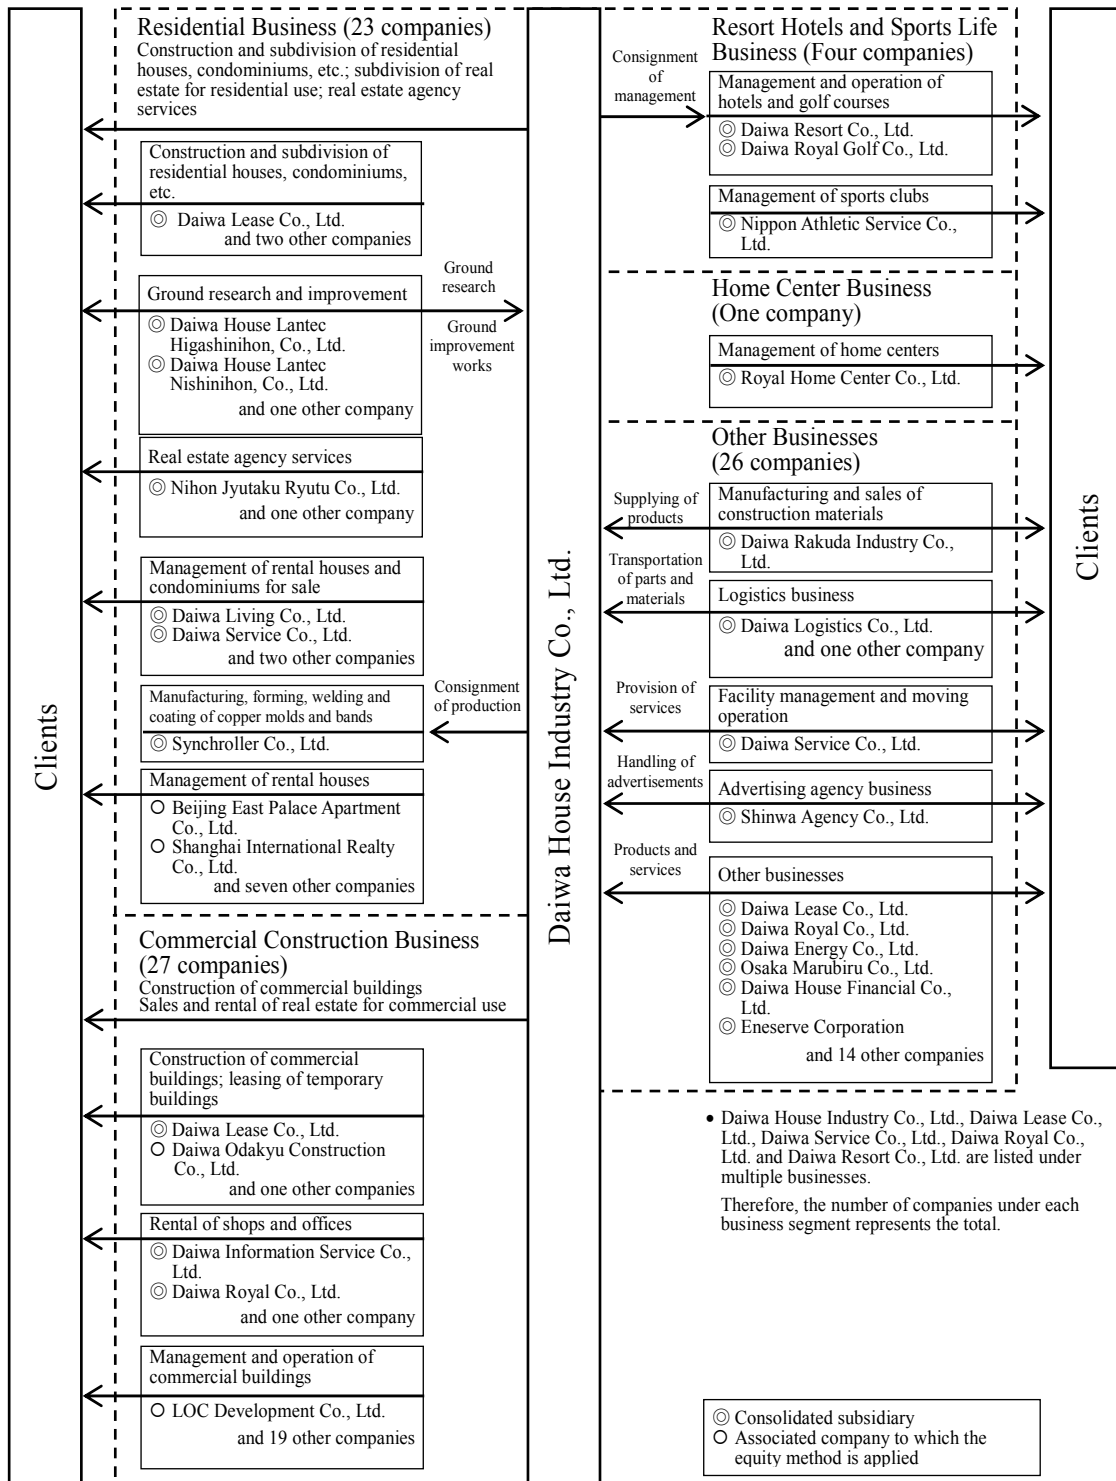 Clients
Residential Business (23 companies)
Construction and subdivision of residential
houses, condominiums, etc.; subdivision of real
estate for residential use; real estate agency
services
Construction and subdivision of
residential houses, condominiums,
etc.
◎ Daiwa Lease Co., Ltd.
and two other companies
Ground research and improvement
◎ Daiwa House Lantec
Higashinihon, Co., Ltd.
◎ Daiwa House Lantec
Nishinihon, Co., Ltd.
and one other company
Ground
research
Ground
improvement
works
Real estate agency services
◎ Nihon Jyutaku Ryutu Co., Ltd.
and one other company
Management of rental houses and
condominiums for sale
◎ Daiwa Living Co., Ltd.
◎ Daiwa Service Co., Ltd.
and two other companies
Manufacturing, forming, welding and
coating of copper molds and bands
◎ Synchroller Co., Ltd.
Consignment
of production
Management of rental houses
○ Beijing East Palace Apartment
Co., Ltd.
○ Shanghai International Realty
Co., Ltd.
and seven other companies
Commercial Construction Business
(27 companies)
Construction of commercial buildings
Sales and rental of real estate for commercial use
Construction of commercial
buildings; leasing of temporary
buildings
◎ Daiwa Lease Co., Ltd.
○ Daiwa Odakyu Construction
Co., Ltd.
and one other companies
Rental of shops and offices
◎ Daiwa Information Service Co.,
Ltd.
◎ Daiwa Royal Co., Ltd.
and one other company
Management and operation of
commercial buildings
○ LOC Development Co., Ltd.
and 19 other companies
Daiwa House Industry Co., Ltd.
Resort Hotels and Sports Life
Business (Four companies)
Consignment
of
management
Management and operation of
hotels and golf courses
◎ Daiwa Resort Co., Ltd.
◎ Daiwa Royal Golf Co., Ltd.
Management of sports clubs
◎ Nippon Athletic Service Co.,
Ltd.
Home Center Business
(One company)
Management of home centers
◎ Royal Home Center Co., Ltd.
Other Businesses
(26 companies)
Supplying of
products
Manufacturing and sales of
construction materials
◎ Daiwa Rakuda Industry Co.,
Ltd.
Transportation
of parts and
materials
Logistics business
◎ Daiwa Logistics Co., Ltd.
and one other company
Provision of
services
Facility management and moving
operation
◎ Daiwa Service Co., Ltd.
Handling of
advertisements
Advertising agency business
◎ Shinwa Agency Co., Ltd.
Products and
services
Other businesses
◎ Daiwa Lease Co., Ltd.
◎ Daiwa Royal Co., Ltd.
◎ Daiwa Energy Co., Ltd.
◎ Osaka Marubiru Co., Ltd.
◎ Daiwa House Financial Co.,
Ltd.
◎ Eneserve Corporation
and 14 other companies
Clients
• Daiwa House Industry Co., Ltd., Daiwa Lease Co.,
Ltd., Daiwa Service Co., Ltd., Daiwa Royal Co.,
Ltd. and Daiwa Resort Co., Ltd. are listed under
multiple businesses.
Therefore, the number of companies under each
business segment represents the total.
◎ Consolidated subsidiary
○ Associated company to which the
equity method is applied